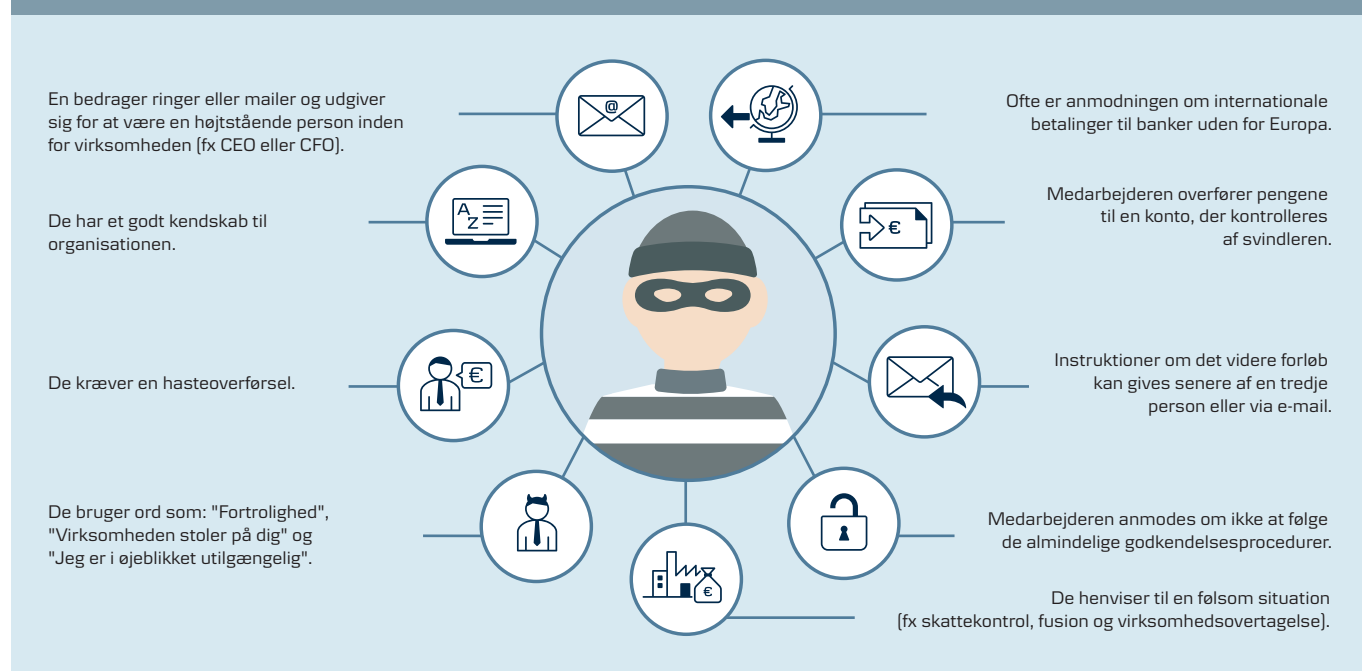 En bedrager ringer eller mailer og udgiver
sig for at være en højtstående person inden
for virksomheden (fx CEO eller CFO).
De har et godt kendskab til
organisationen.
De kræver en hasteoverførsel.
De bruger ord som: "Fortrolighed",
"Virksomheden stoler på dig" og
"Jeg er i øjeblikket utilgængelig".
De henviser til en følsom situation
(fx skattekontrol, fusion og virksomhedsovertagelse).
Medarbejderen anmodes om ikke at følge
de almindelige godkendelsesprocedurer.
Instruktioner om det videre forløb
kan gives senere af en tredje
person eller via e-mail.
Medarbejderen overfører pengene
til en konto, der kontrolleres
af svindleren.
Ofte er anmodningen om internationale
betalinger til banker uden for Europa.
@
A
Z
€
€
€